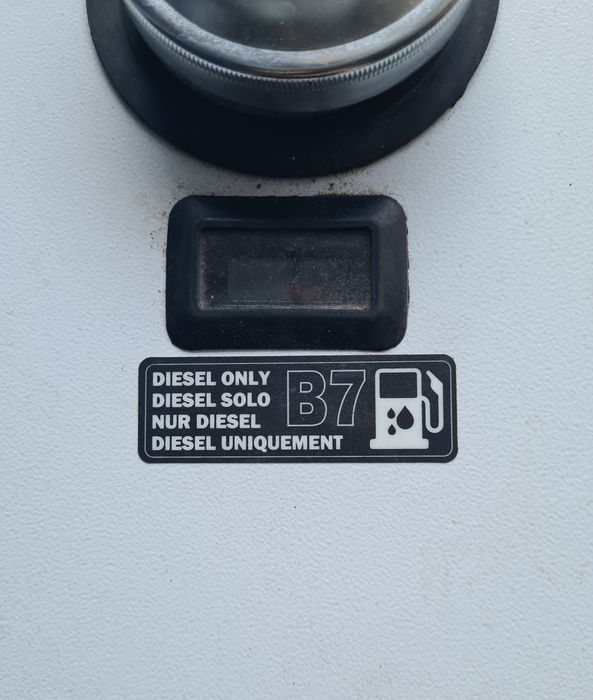 DIESEL ONLY
DIESEL SOLO
NUR DIESEL
DIESEL UNIQUEMENT
B7